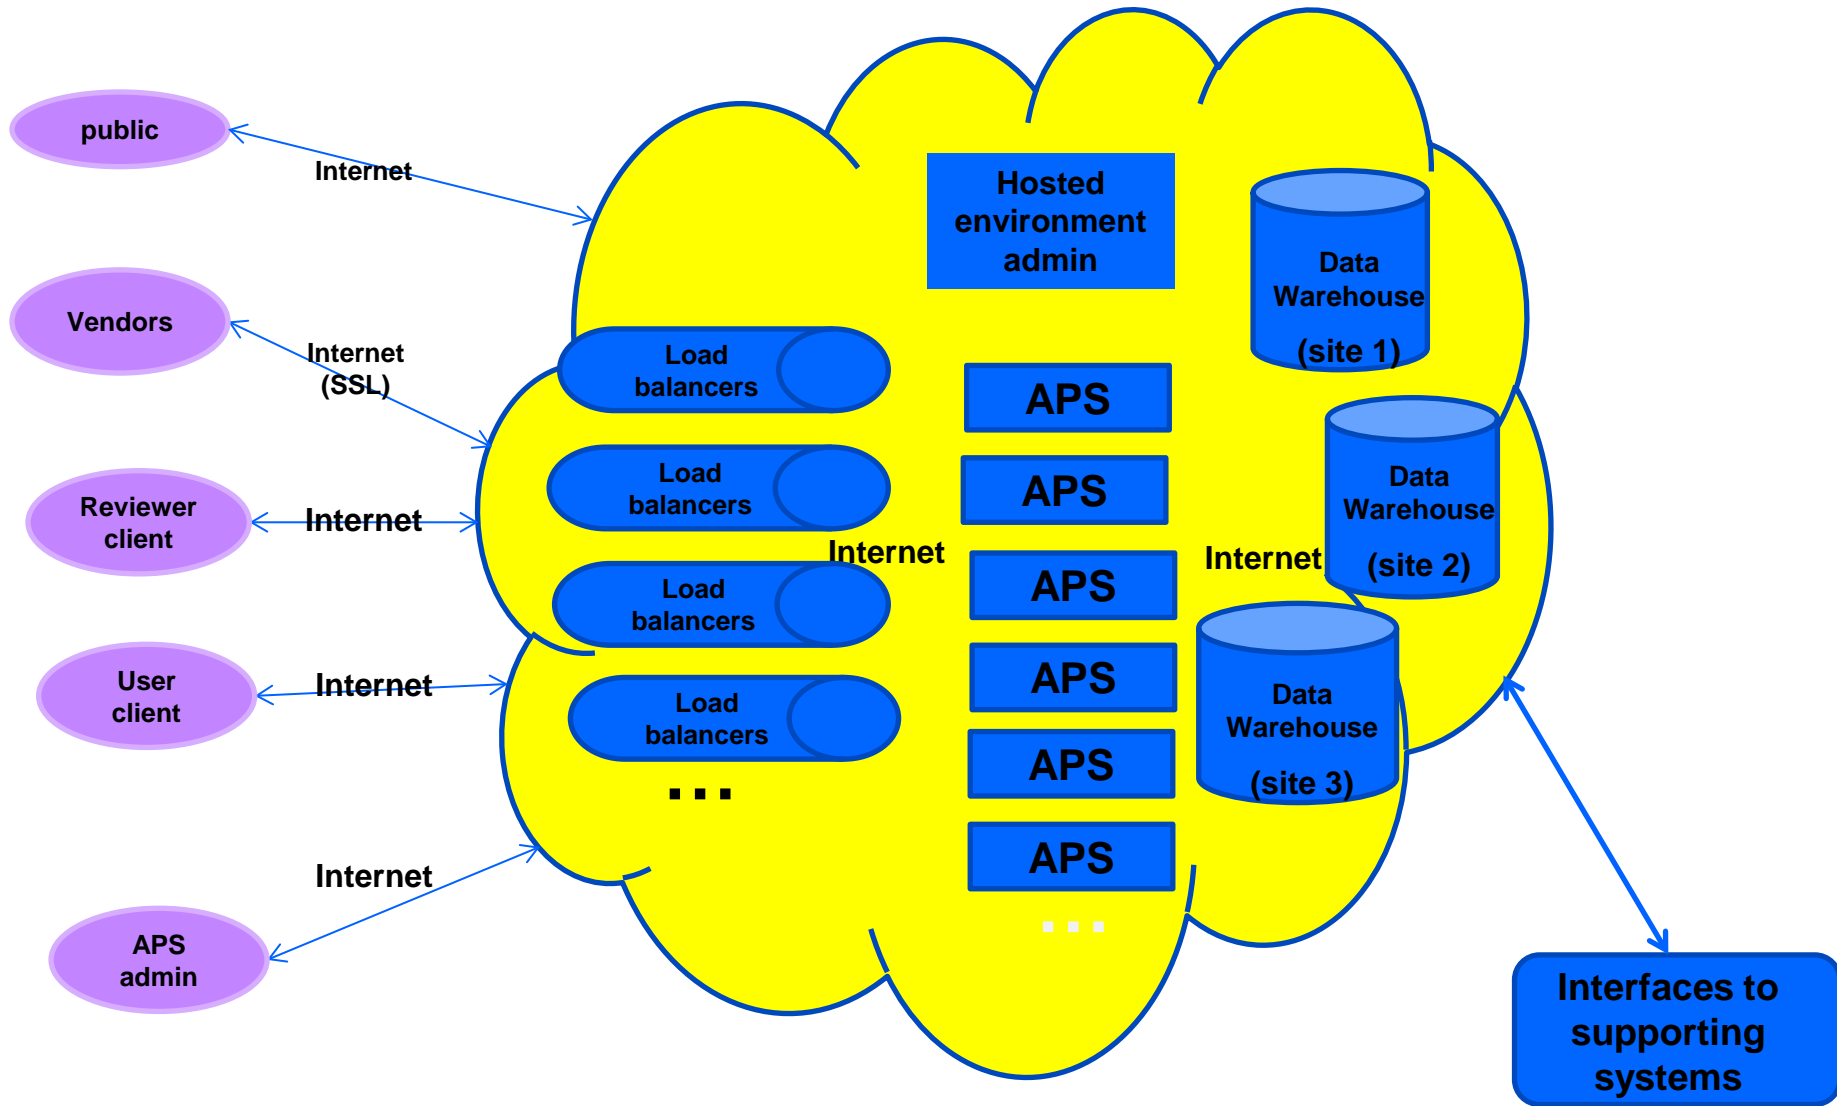 public
Internet
Vendors
Internet
(SSL)
Reviewer
client
Internet
User
client
Internet
APS
admin
Internet
Load
balancers
Load
balancers
Load
balancers
Load
balancers
...
Internet
Hosted
environment
admin
APS
APS
APS
APS
APS
APS
...
Internet
Data
Warehouse
(site 1)
Data
Warehouse
(site 2)
Data
Warehouse
(site 3)
Interfaces to
supporting
systems